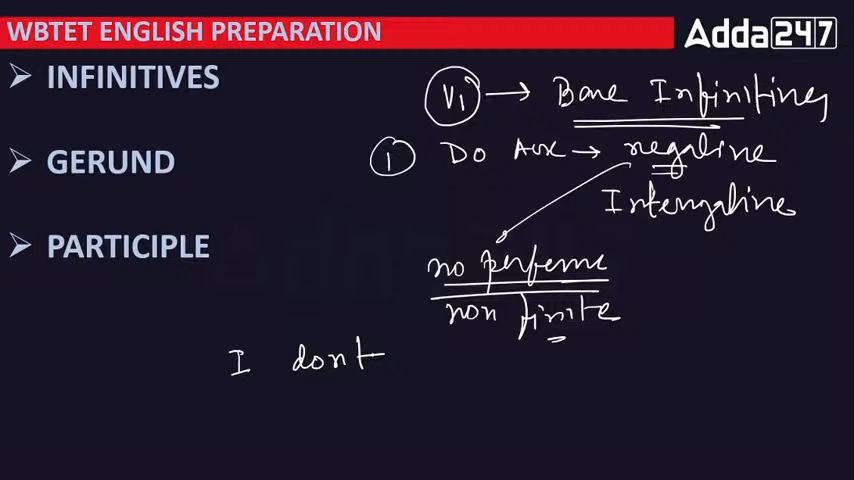 WBTET ENGLISH PREPARATION
Adda247
➢ INFINITIVES
V1 → Bare Infinitives
① Do Aux → negative
Interrogative
➢ GERUND
➢ PARTICIPLE
no performe
non finite
I dont